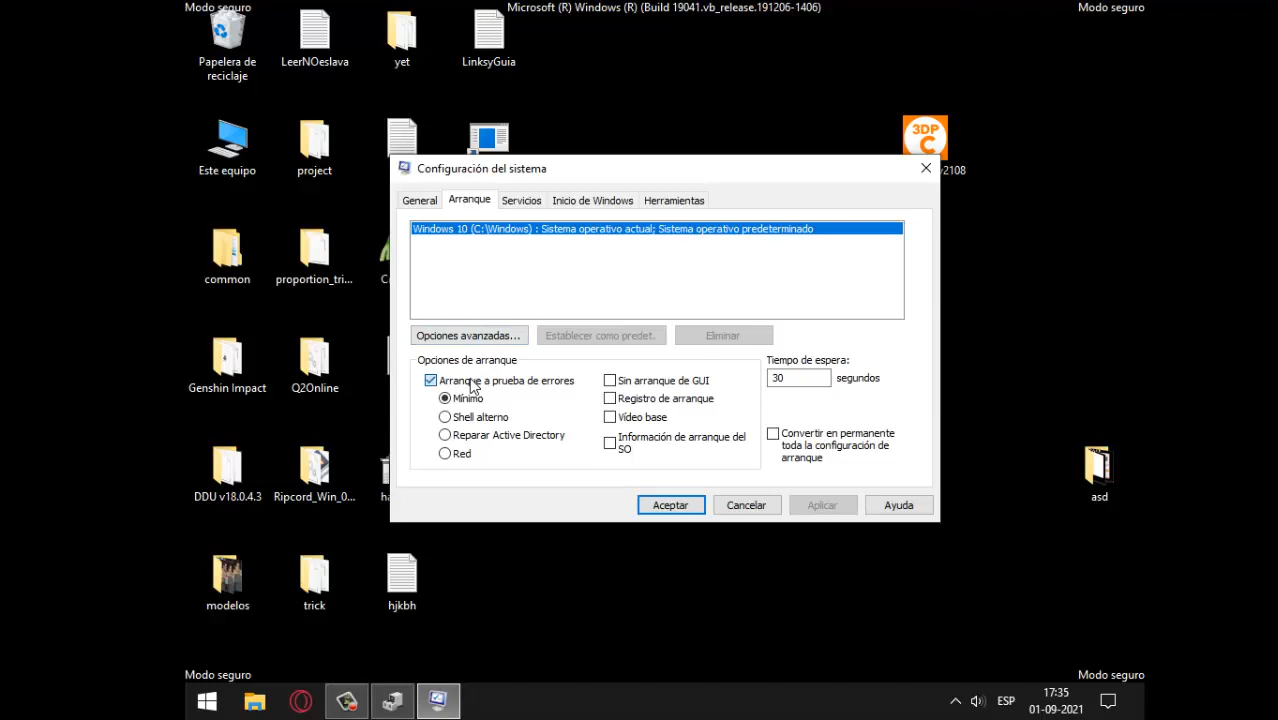 Modo seguro
Microsoft (R) Windows (R) (Build 19041.vb_release.191206-1406)
Modo seguro
Papelera de
reciclaje
LeerNOeslava
yet
LinksyGuia
3DP
C
Este equipo
project
v2108
Configuración del sistema
General
Arranque
Servicios
Inicio de Windows
Herramientas
Windows 10 (C:\Windows) : Sistema operativo actual; Sistema operativo predeterminado
common
proportion_tri...
Opciones avanzadas...
Establecer como predet.
Eliminar
Opciones de arranque
Arranque a prueba de errores
Mínimo
Shell alterno
Reparar Active Directory
Red
Sin arranque de GUI
Registro de arranque
Vídeo base
Información de arranque del
SO
Tiempo de espera:
30 segundos
Convertir en permanente
toda la configuración de
arranque
Genshin Impact
Q2Online
Aceptar
Cancelar
Aplicar
Ayuda
DDU v18.0.4.3
Ripcord_Win_0...
asd
modelos
trick
hjkbh
Modo seguro
Modo seguro
ESP
17:35
01-09-2021